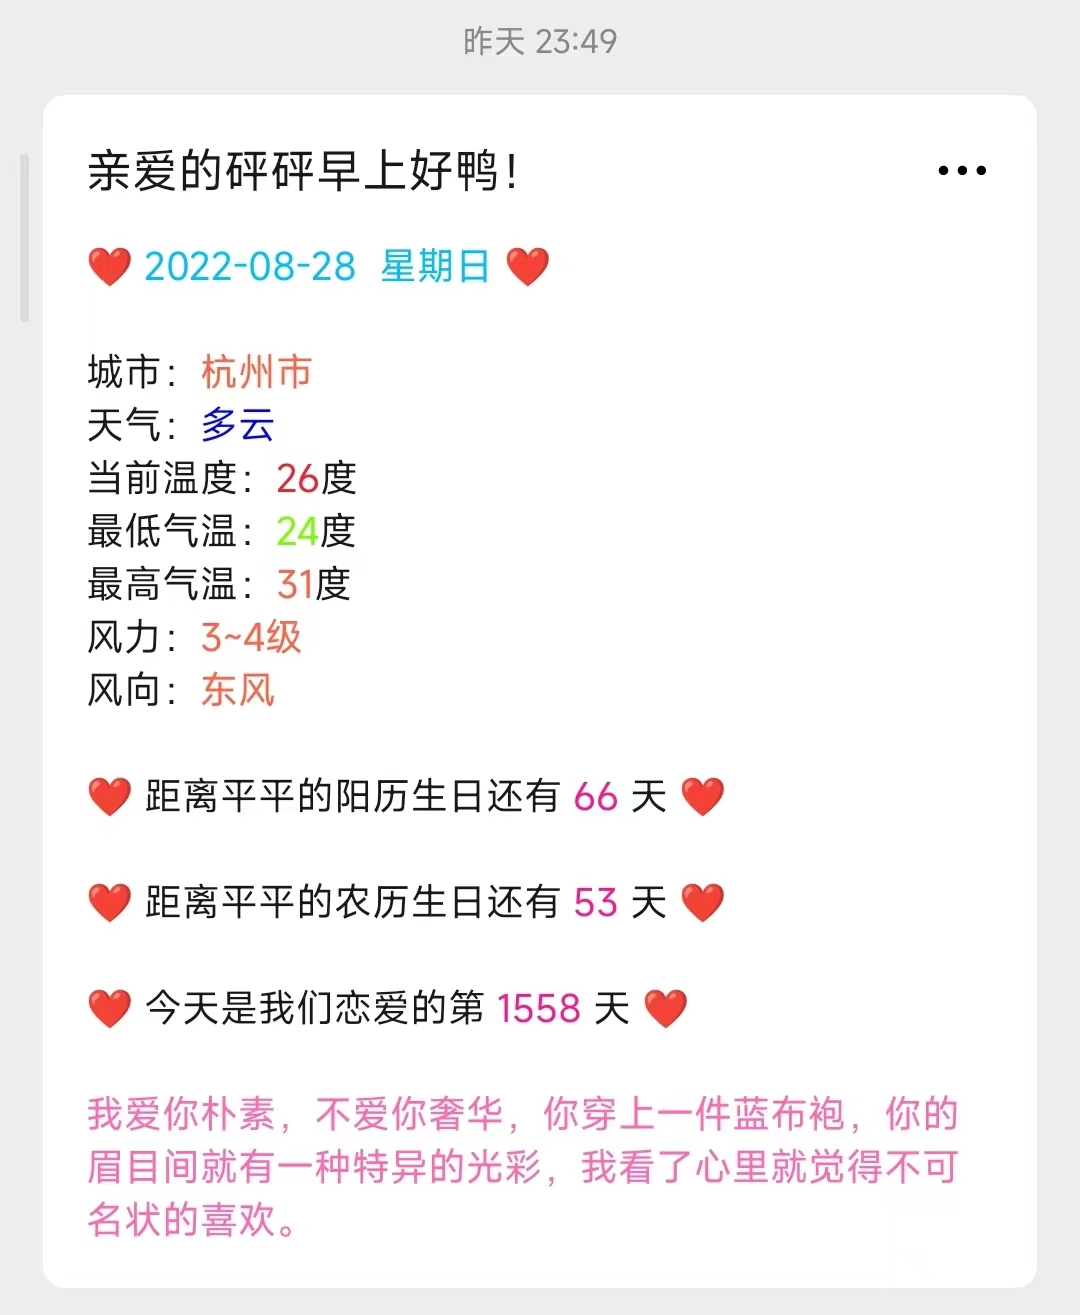 昨天 23:49
亲爱的砰砰早上好鸭！
❤️ 2022-08-28 星期日 ❤️
城市：杭州市
天气：多云
当前温度：26度
最低气温：24度
最高气温：31度
风力：3~4级
风向：东风
❤️ 距离平平的阳历生日还有 66 天 ❤️
❤️ 距离平平的农历生日还有 53 天 ❤️
❤️ 今天是我们恋爱的第 1558 天 ❤️
我爱你朴素，不爱你奢华，你穿上一件蓝布袍，你的
眉目间就有一种特异的光彩，我看了心里就觉得不可
名状的喜欢。